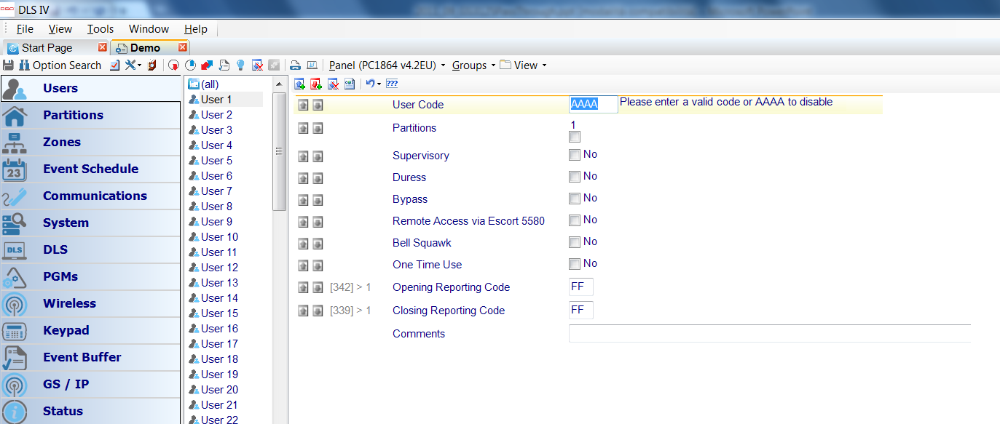 DSC DLS IV
File View Tools Window Help
Start Page Demo
Option Search Panel (PC1864 v4.2EU) Groups View
Users
Partitions
Zones
23
Event Schedule
Communications
System
DLS
DLS
PGMs
Wireless
Keypad
Event Buffer
GS / IP
Status
(all)
User 1
User 2
User 3
User 4
User 5
User 6
User 7
User 8
User 9
User 10
User 11
User 12
User 13
User 14
User 15
User 16
User 17
User 18
User 19
User 20
User 21
User 22
???
User Code AAAA Please enter a valid code or AAAA to disable
Partitions 1
Supervisory No
Duress No
Bypass No
Remote Access via Escort 5580 No
Bell Squawk No
One Time Use No
[342] > 1 Opening Reporting Code FF
[339] > 1 Closing Reporting Code FF
Comments